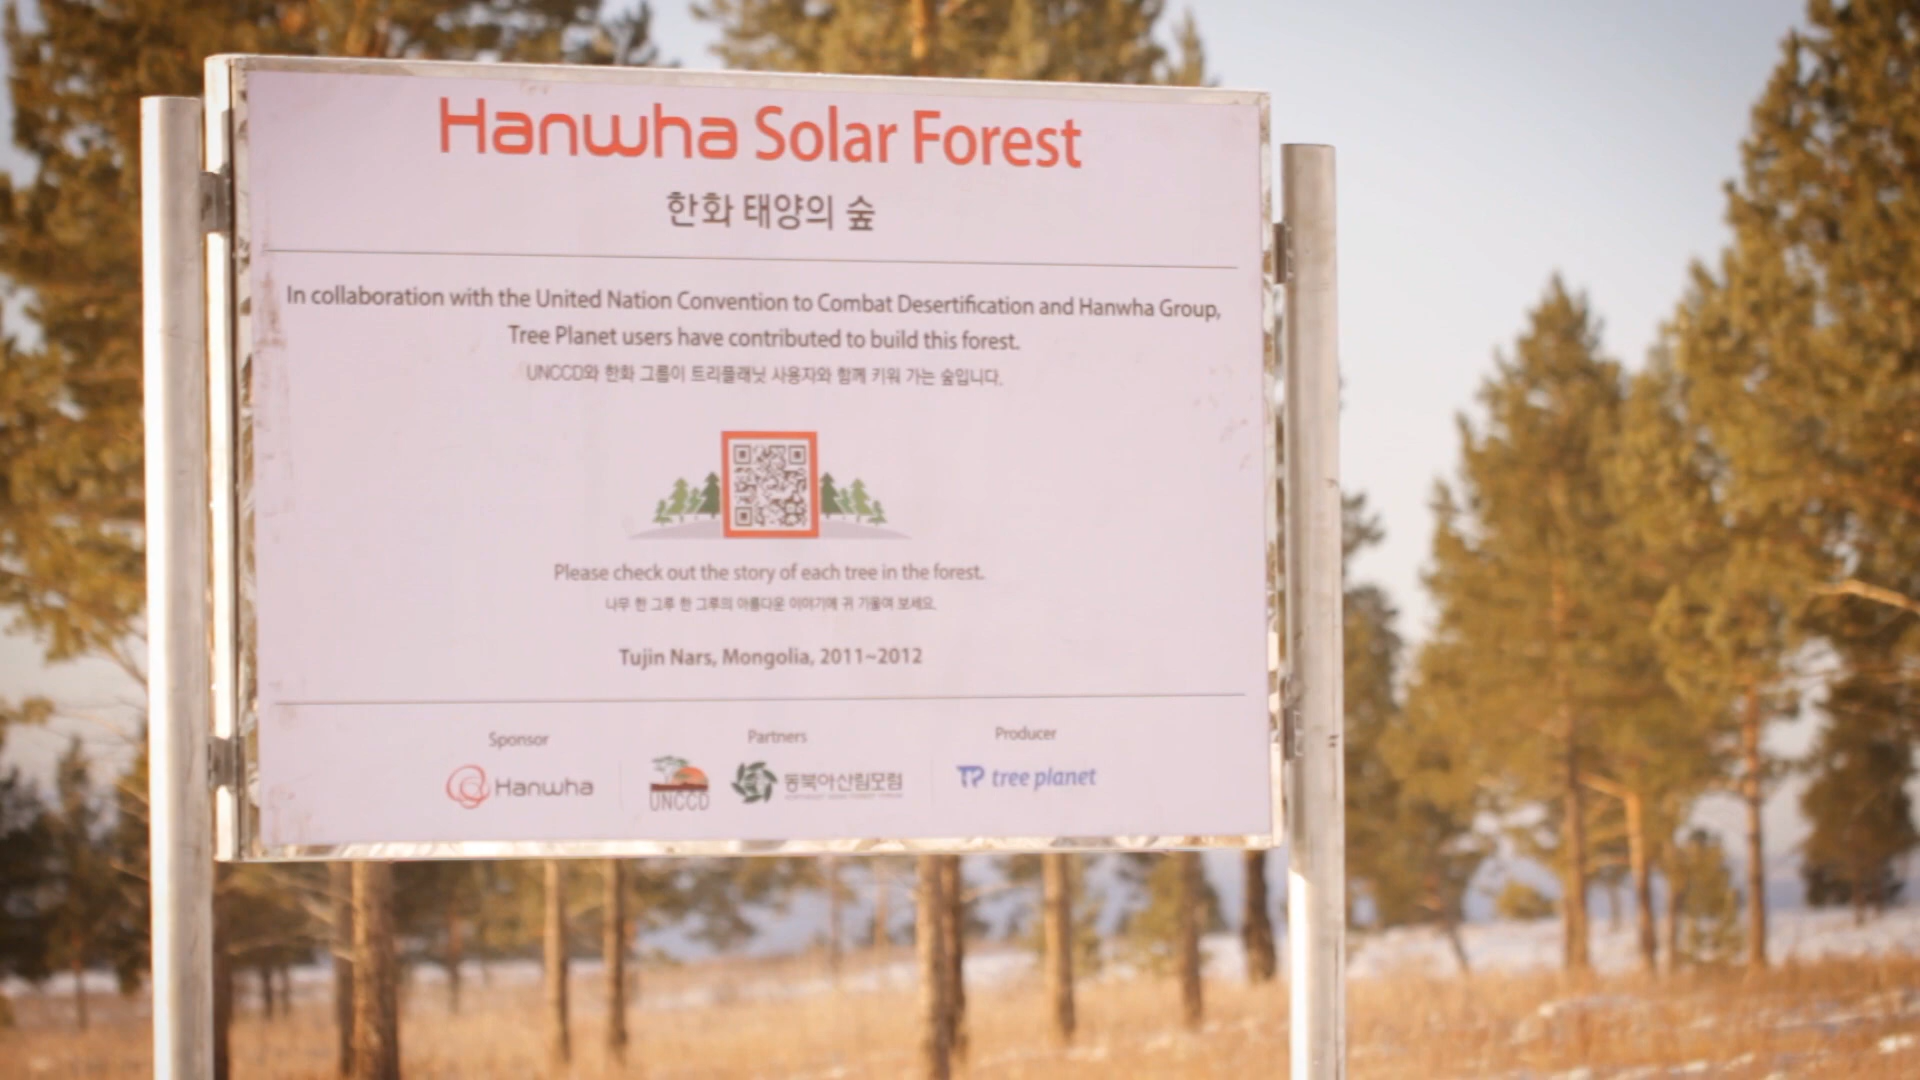 Hanwha Solar Forest
한화 태양의 숲
In collaboration with the United Nation Convention to Combat Desertification and Hanwha Group,
Tree Planet users have contributed to build this forest.
UNCCD와 한화 그룹이 트리플래닛 사용자와 함께 키워 가는 숲입니다.
Please check out the story of each tree in the forest.
나무 한 그루 한 그루의 아름다운 이야기에 귀 기울여 보세요.
Tujin Nars, Mongolia, 2011~2012
Sponsor Partners Producer
Hanwha UNCCD 동북아산림포럼 TP tree planet